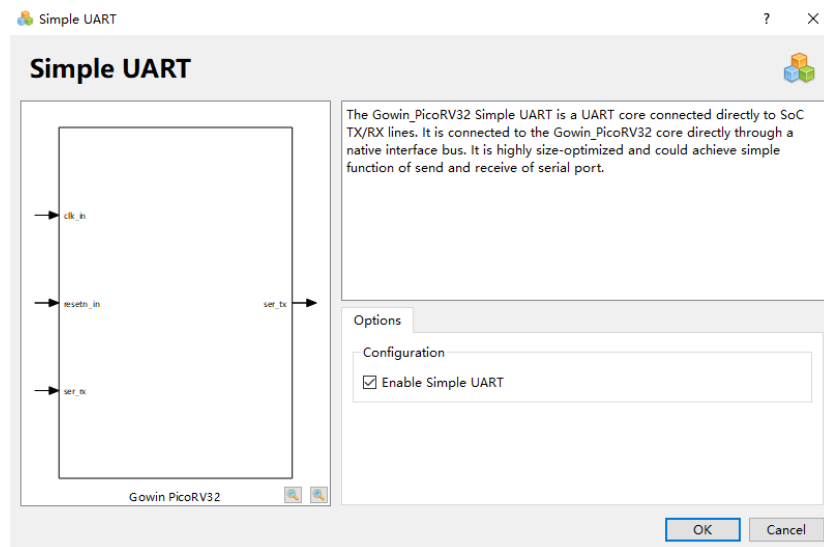 Simple UART
?
Simple UART
The Gowin_PicoRV32 Simple UART is a UART core connected directly to SoC
TX/RX lines. It is connected to the Gowin_PicoRV32 core directly through a
native interface bus. It is highly size-optimized and could achieve simple
function of send and receive of serial port.
clk_in
resetn_in
ser_tx
ser_rx
Gowin PicoRV32
Options
Configuration
Enable Simple UART
OK
Cancel